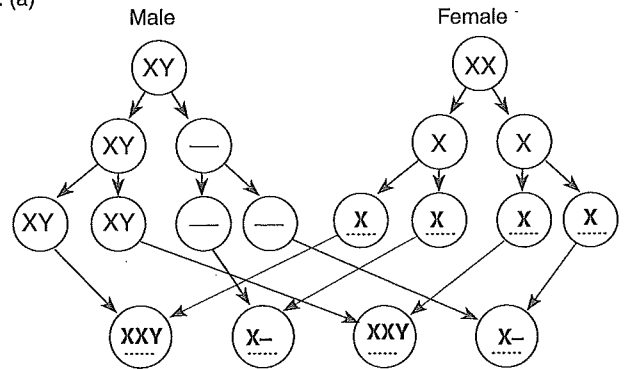 : (a)
Male Female
XY XX
XY — X X
XY XY — — X X X X
XXY X– XXY X–